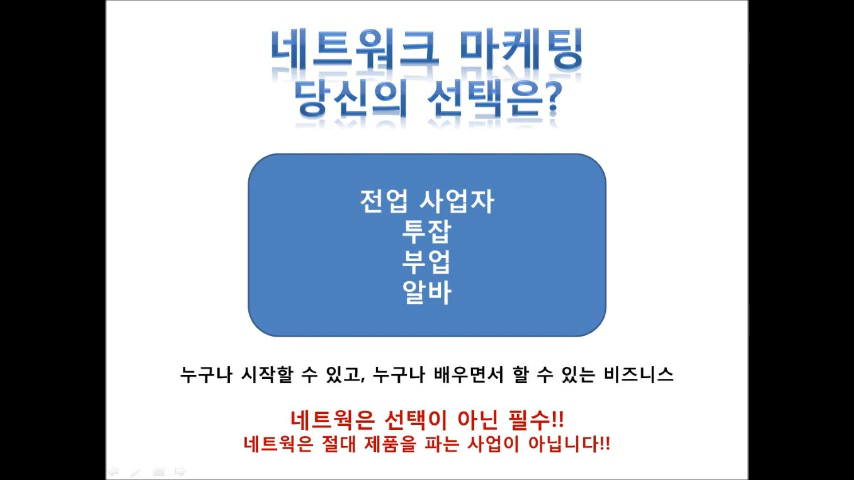 네트워크 마케팅
당신의 선택은?
전업 사업자
투잡
부업
알바
누구나 시작할 수 있고, 누구나 배우면서 할 수 있는 비즈니스
네트웍은 선택이 아닌 필수!!
네트웍은 절대 제품을 파는 사업이 아닙니다!!